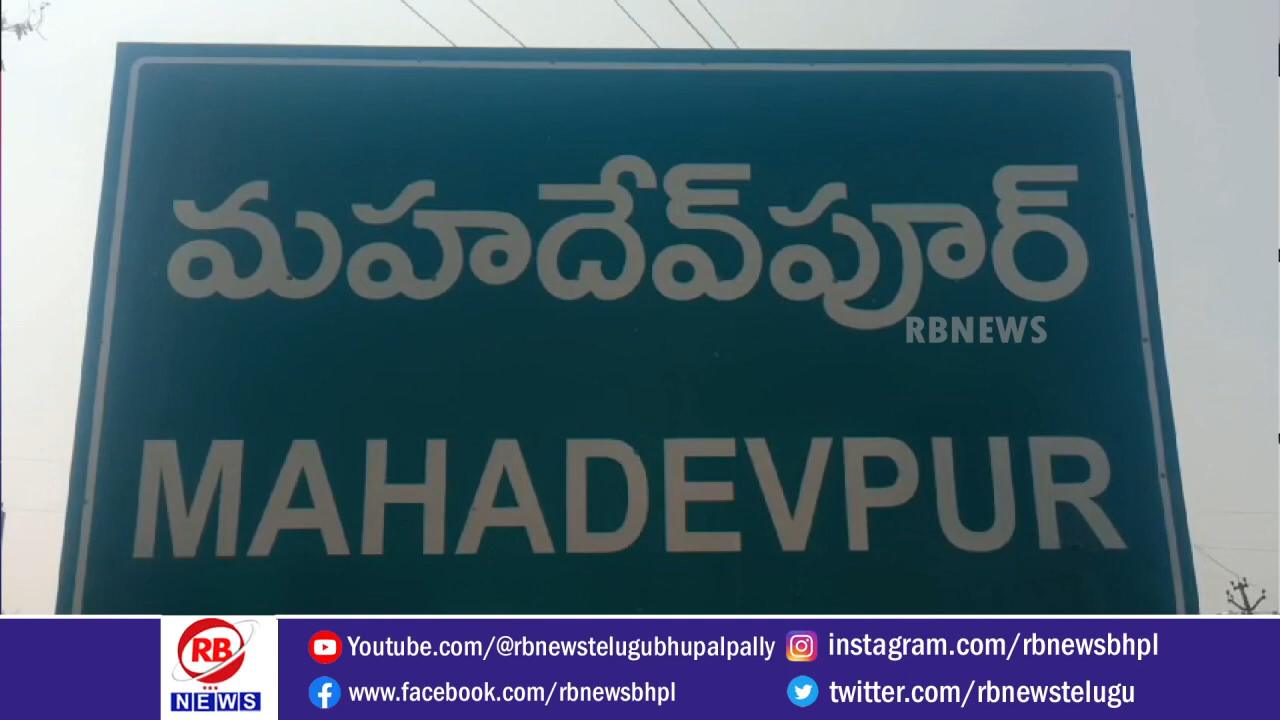 మహదేవ్‌పూర్
RBNEWS
MAHADEVPUR
RB
NEWS
Youtube.com/@rbnewstelugubhupalpally
instagram.com/rbnewsbhpl
www.facebook.com/rbnewsbhpl
twitter.com/rbnewstelugu